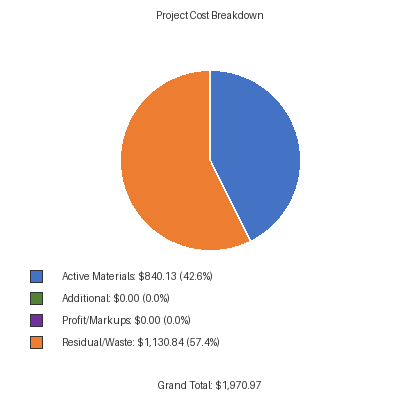 Project Cost Breakdown
Active Materials: $840.13 (42.6%)
Additional: $0.00 (0.0%)
Profit/Markups: $0.00 (0.0%)
Residual/Waste: $1,130.84 (57.4%)
Grand Total: $1,970.97